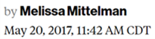 by Melissa Mittelman
May 20, 2017, 11:42 AM CDT